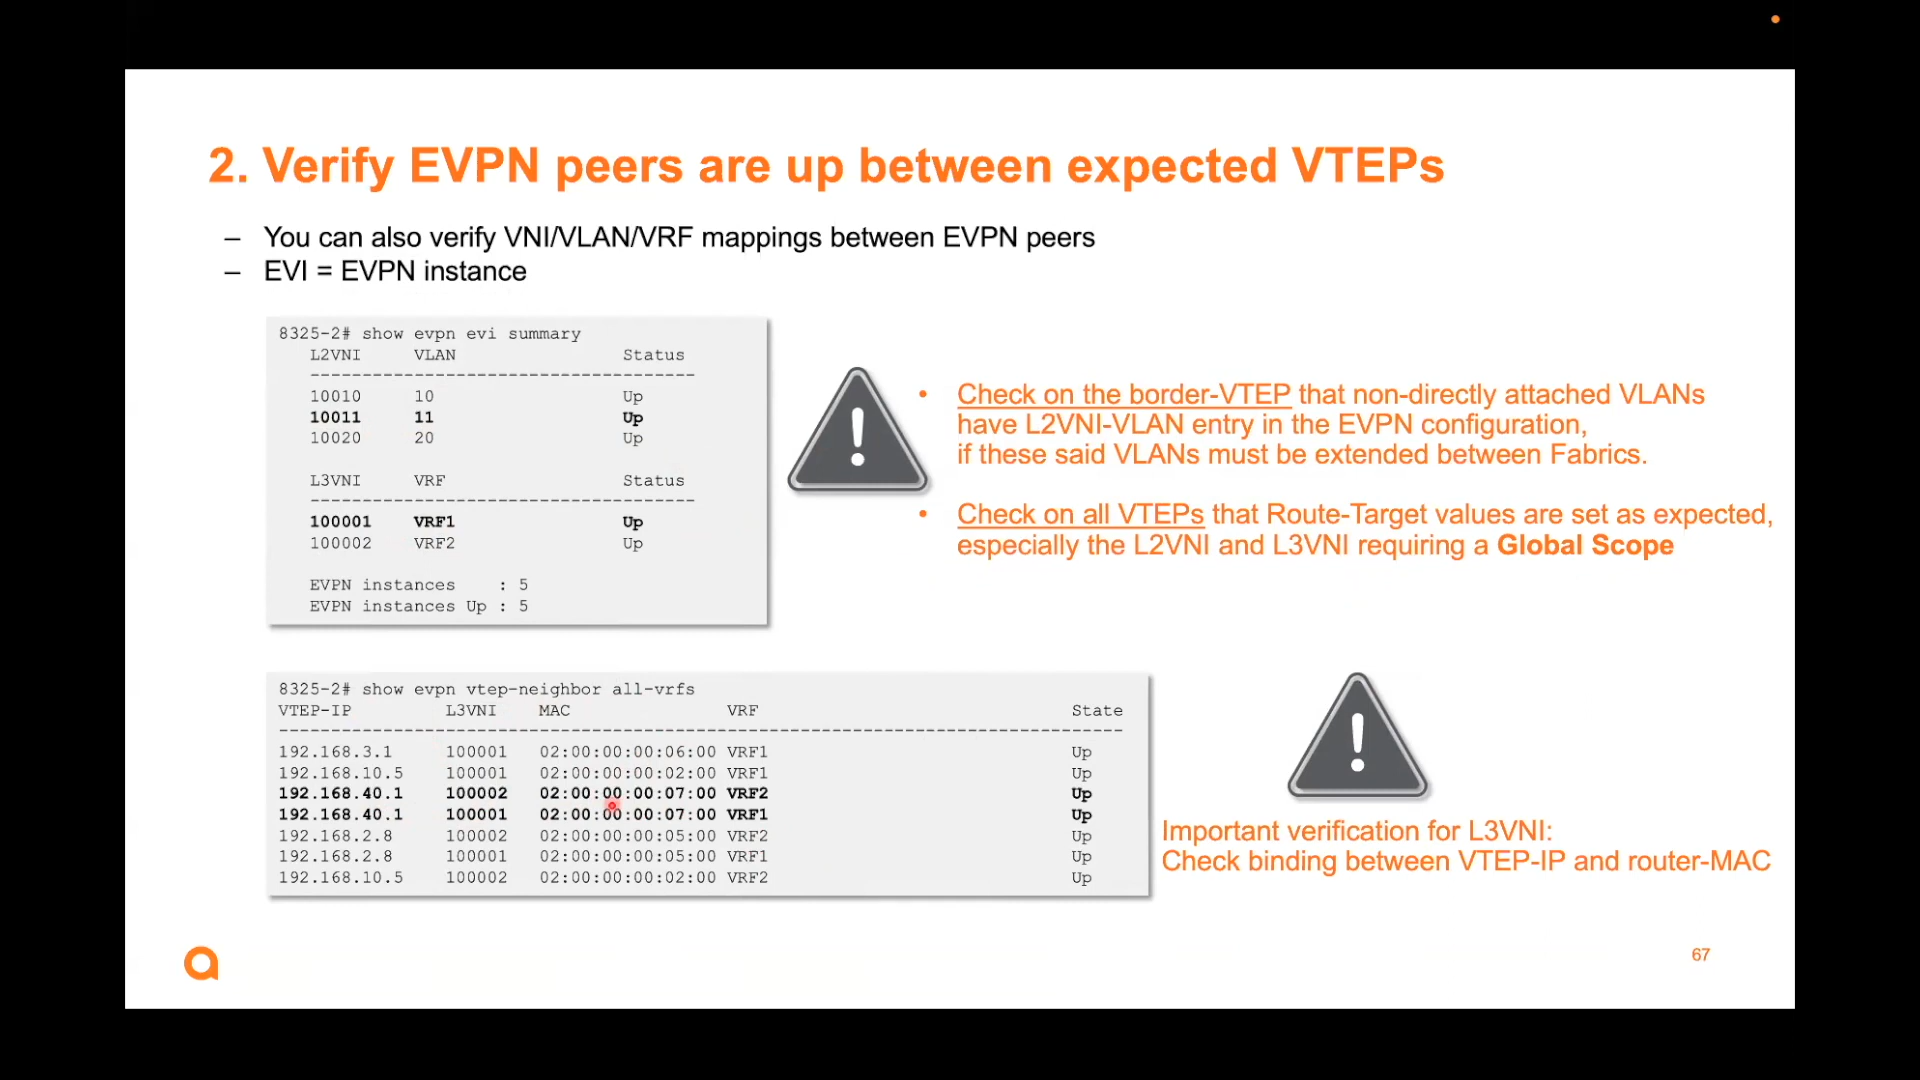 2. Verify EVPN peers are up between expected VTEPs
– You can also verify VNI/VLAN/VRF mappings between EVPN peers
– EVI = EVPN instance
8325-2# show evpn evi summary
L2VNI VLAN Status
-------------------------------------
10010 10 Up
10011 11 Up
10020 20 Up
L3VNI VRF Status
-------------------------------------
100001 VRF1 Up
100002 VRF2 Up
EVPN instances : 5
EVPN instances Up : 5
• Check on the border-VTEP that non-directly attached VLANs
have L2VNI-VLAN entry in the EVPN configuration,
if these said VLANs must be extended between Fabrics.
• Check on all VTEPs that Route-Target values are set as expected,
especially the L2VNI and L3VNI requiring a Global Scope
8325-2# show evpn vtep-neighbor all-vrfs
VTEP-IP L3VNI MAC VRF State
---------------------------------------------------------------------------------
192.168.3.1 100001 02:00:00:00:06:00 VRF1 Up
192.168.10.5 100001 02:00:00:00:02:00 VRF1 Up
192.168.40.1 100002 02:00:00:00:07:00 VRF2 Up
192.168.40.1 100001 02:00:00:00:07:00 VRF1 Up
192.168.2.8 100002 02:00:00:00:05:00 VRF2 Up
192.168.2.8 100001 02:00:00:00:05:00 VRF1 Up
192.168.10.5 100002 02:00:00:00:02:00 VRF2 Up
Important verification for L3VNI:
Check binding between VTEP-IP and router-MAC
67